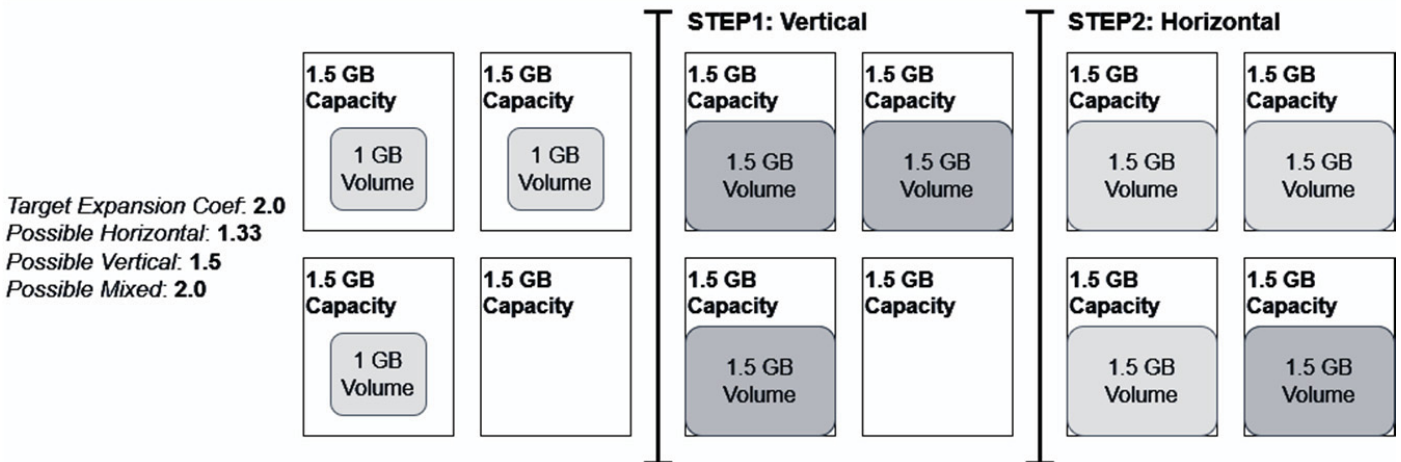 STEP1: Vertical
STEP2: Horizontal
Target Expansion Coef: 2.0
Possible Horizontal: 1.33
Possible Vertical: 1.5
Possible Mixed: 2.0
1.5 GB
Capacity
1 GB
Volume
1.5 GB
Capacity
1 GB
Volume
1.5 GB
Capacity
1 GB
Volume
1.5 GB
Capacity
1.5 GB
Capacity
1.5 GB
Volume
1.5 GB
Capacity
1.5 GB
Volume
1.5 GB
Capacity
1.5 GB
Volume
1.5 GB
Capacity
1.5 GB
Capacity
1.5 GB
Volume
1.5 GB
Capacity
1.5 GB
Volume
1.5 GB
Capacity
1.5 GB
Volume
1.5 GB
Capacity
1.5 GB
Volume